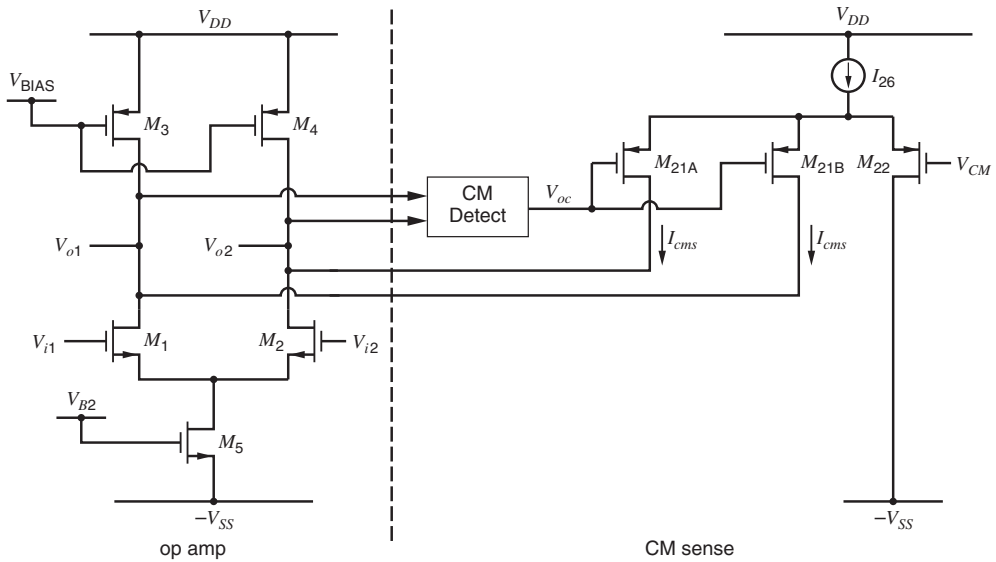 V_DD
V_DD
V_BIAS
I_26
M_3
M_4
M_21A
M_21B
M_22
V_CM
CM
Detect
V_oc
V_o1
V_o2
I_cms
I_cms
V_i1
M_1
M_2
V_i2
V_B2
M_5
–V_SS
–V_SS
op amp
CM sense